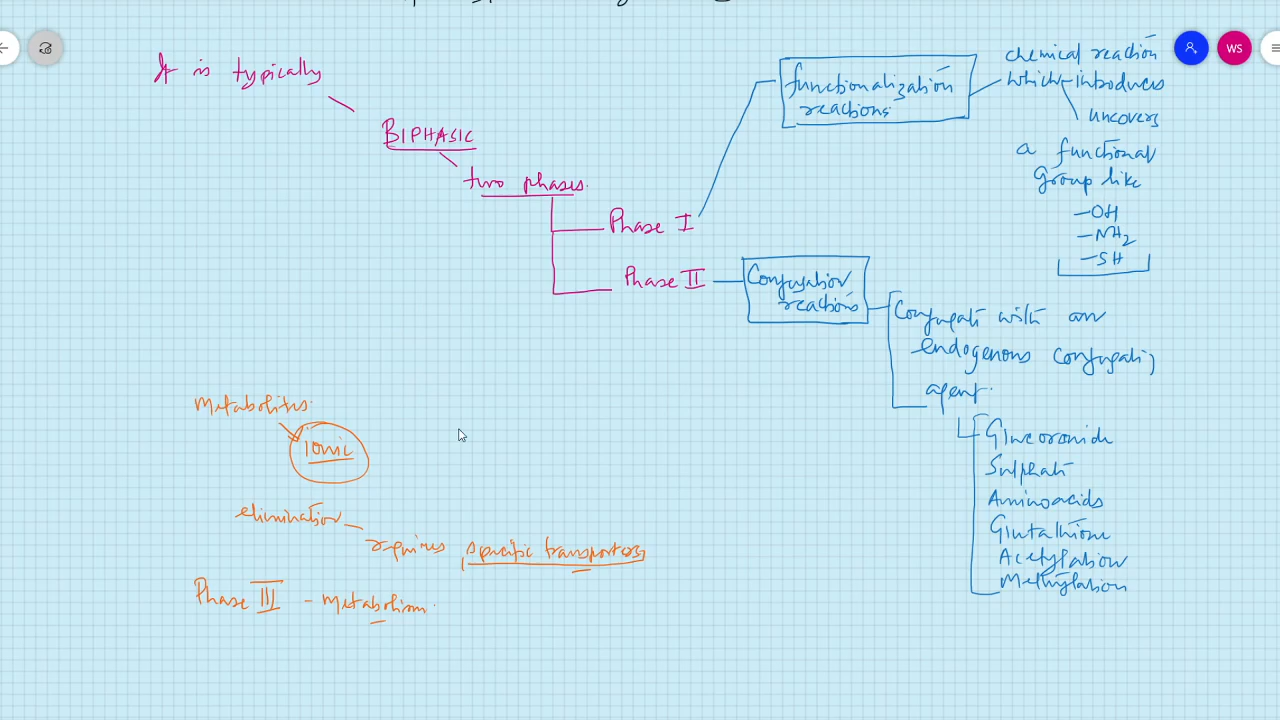 It is typically
BIPHASIC
two phases.
Phase I
Phase II
functionalization
reactions
chemical reaction
which introduces
uncovers
a functional
Group like
-OH
-NH2
-SH
Conjugation
reactions
Conjugate with an
endogenous conjugating
agent.
Glucoronide
Sulphate
Aminoacids
Glutathione
Acetylation
Methylation
Metabolites.
ionic
elimination
requires specific transporters
Phase III - Metabolism.
WS